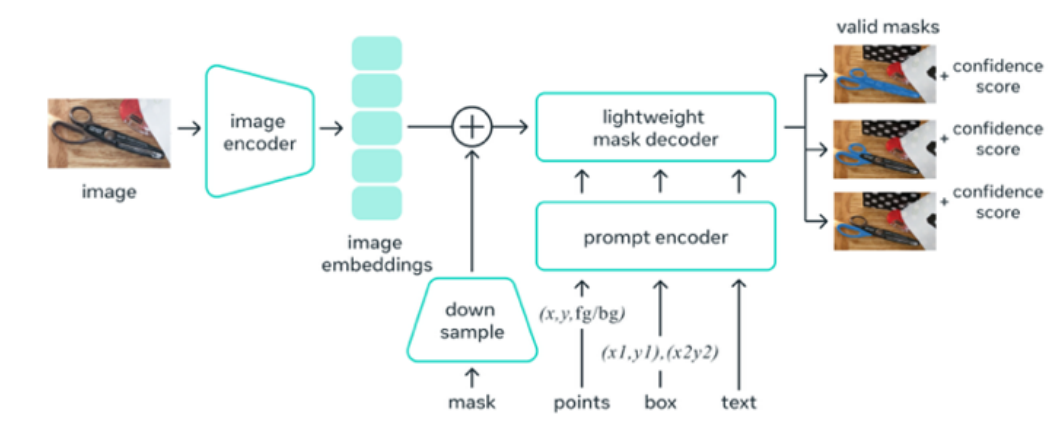 valid masks
confidence
score
image
encoder
lightweight
mask decoder
confidence
score
image
confidence
score
prompt encoder
image
embeddings
down
sample
(x,y,fg/bg)
(x1,y1),(x2y2)
mask
points
box
text
+
+
+